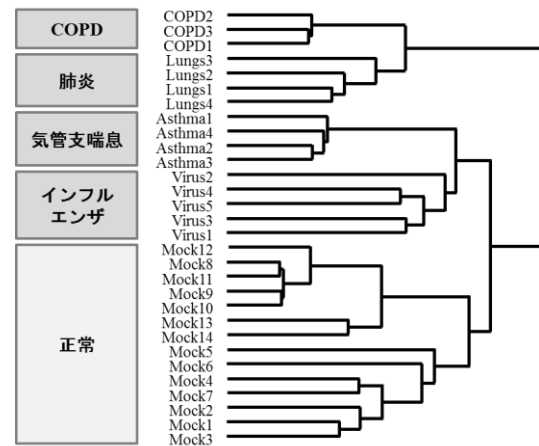 COPD
肺炎
気管支喘息
インフル
エンザ
正常
COPD2
COPD3
COPD1
Lungs3
Lungs2
Lungs1
Lungs4
Asthma1
Asthma4
Asthma2
Asthma3
Virus2
Virus4
Virus5
Virus3
Virus1
Mock12
Mock8
Mock11
Mock9
Mock10
Mock13
Mock14
Mock5
Mock6
Mock4
Mock7
Mock2
Mock1
Mock3